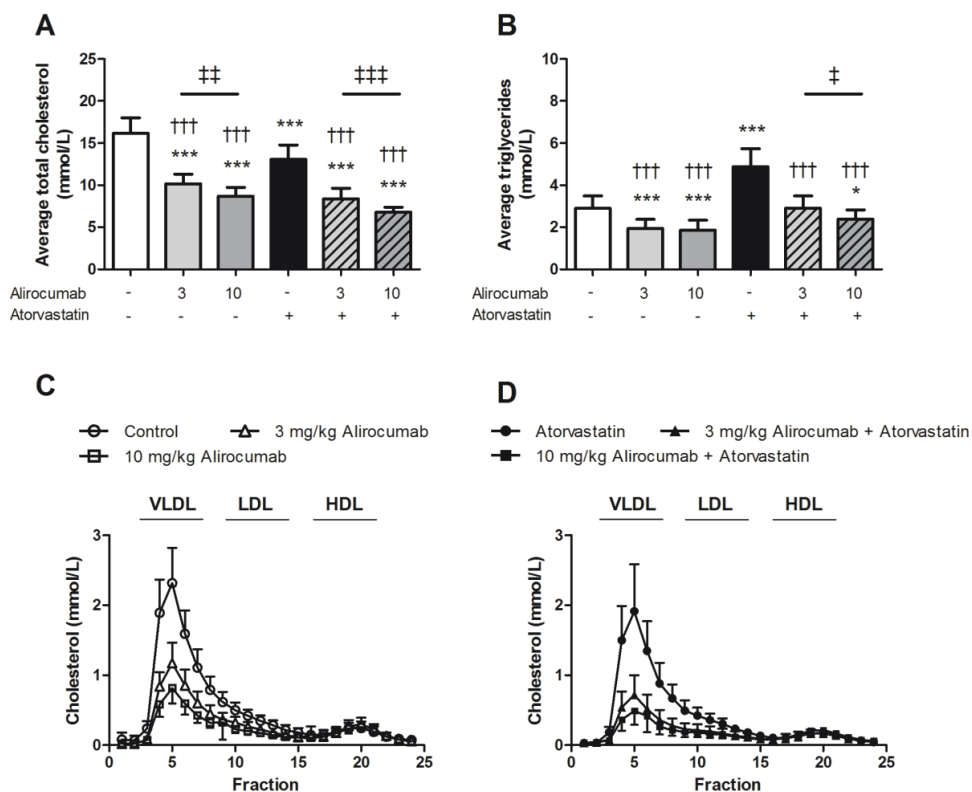 A
Average total cholesterol
(mmol/L)
25
20
15
10
5
0
‡‡
‡‡‡
†††
***
†††
***
***
†††
***
†††
***
Alirocumab - 3 10 - 3 10
Atorvastatin - - - + + +
B
Average triglycerides
(mmol/L)
10
8
6
4
2
0
‡
†††
***
†††
***
***
†††
†††
*
Alirocumab - 3 10 - 3 10
Atorvastatin - - - + + +
C
Control 3 mg/kg Alirocumab
10 mg/kg Alirocumab
VLDL LDL HDL
Cholesterol (mmol/L)
3
2
1
0
0 5 10 15 20 25
Fraction
D
Atorvastatin 3 mg/kg Alirocumab + Atorvastatin
10 mg/kg Alirocumab + Atorvastatin
VLDL LDL HDL
Cholesterol (mmol/L)
3
2
1
0
0 5 10 15 20 25
Fraction